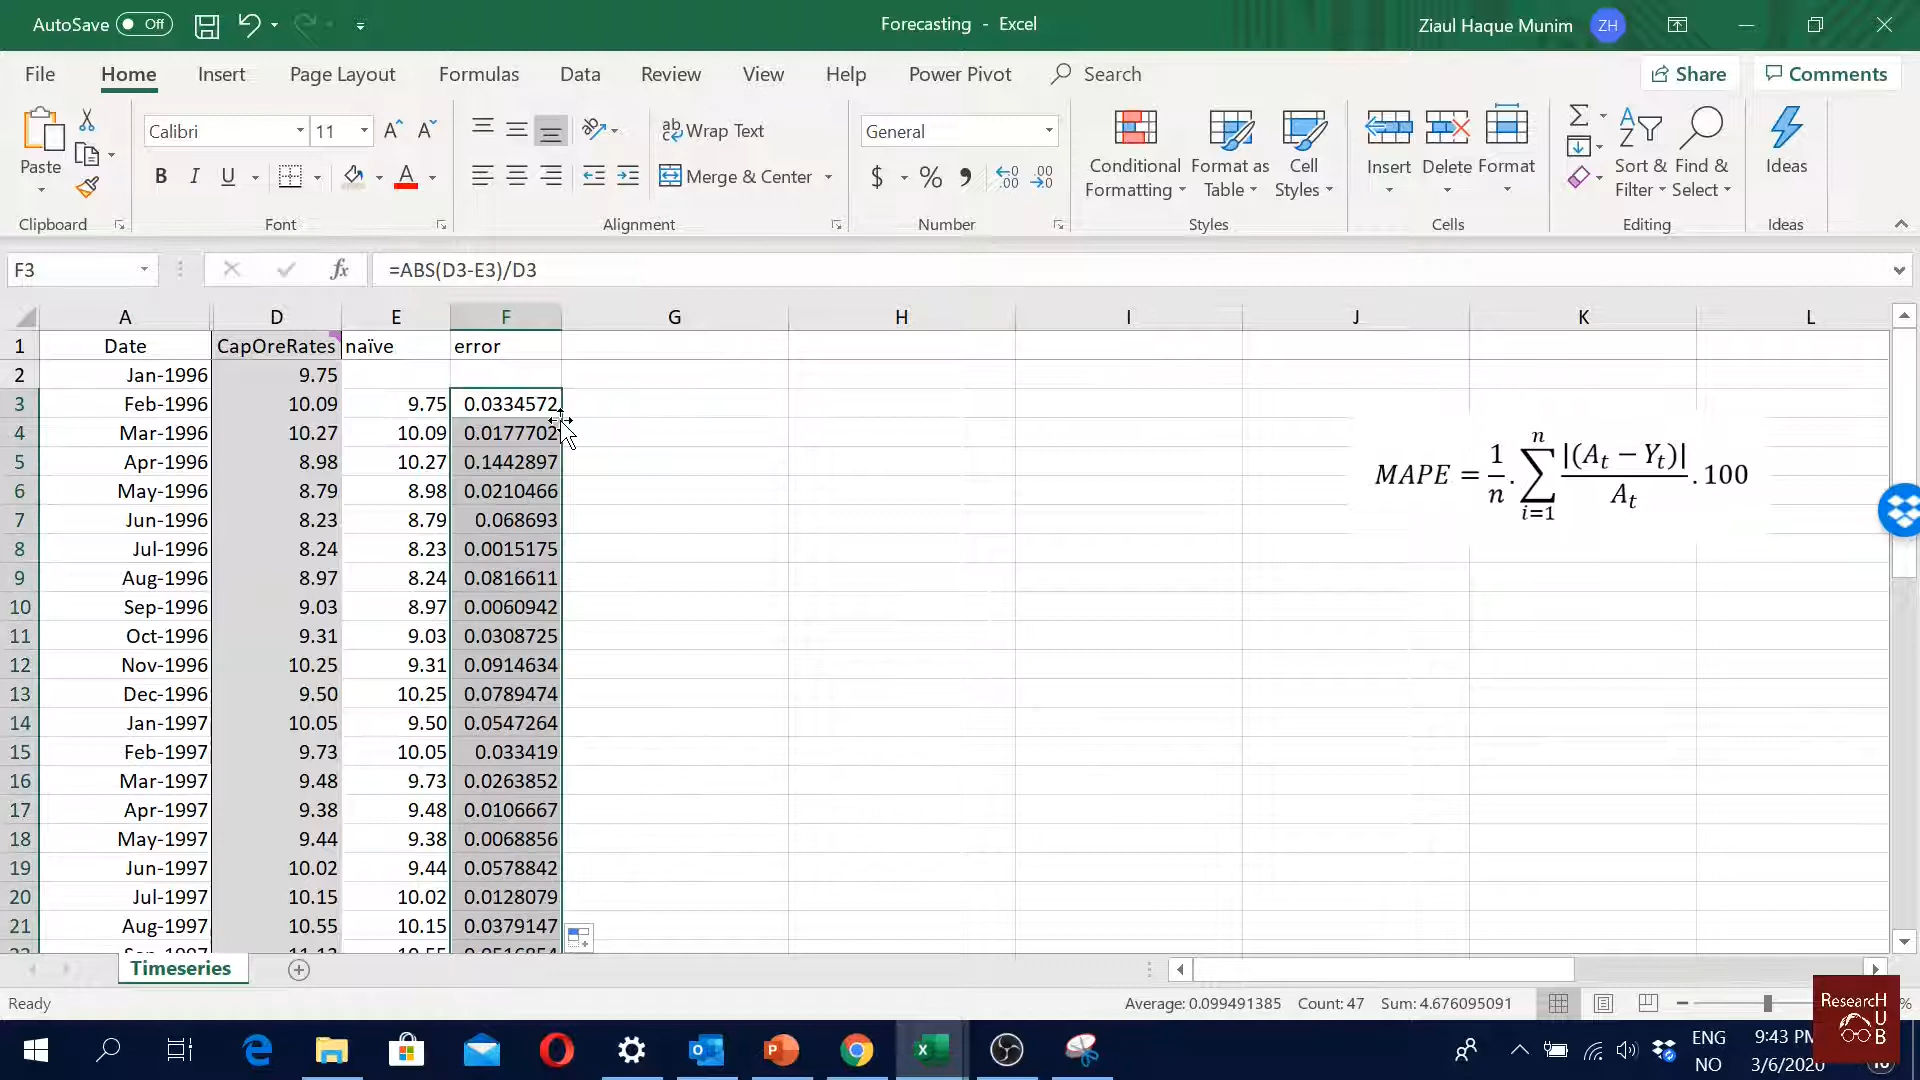 AutoSave Off Forecasting - Excel Ziaul Haque Munim ZH
File Home Insert Page Layout Formulas Data Review View Help Power Pivot Search Share Comments
Calibri 11 Wrap Text General
Paste B I U Merge & Center $ % , Conditional Formatting Format as Table Cell Styles Insert Delete Format Sort & Filter Find & Select Ideas
Clipboard Font Alignment Number Styles Cells Editing Ideas
F3 fx =ABS(D3-E3)/D3
A D E F G H I J K L
1 Date CapOreRates naïve error
2 Jan-1996 9.75
3 Feb-1996 10.09 9.75 0.0334572
4 Mar-1996 10.27 10.09 0.0177702
5 Apr-1996 8.98 10.27 0.1442897
6 May-1996 8.79 8.98 0.0210466
7 Jun-1996 8.23 8.79 0.068693
8 Jul-1996 8.24 8.23 0.0015175
9 Aug-1996 8.97 8.24 0.0816611
10 Sep-1996 9.03 8.97 0.0060942
11 Oct-1996 9.31 9.03 0.0308725
12 Nov-1996 10.25 9.31 0.0914634
13 Dec-1996 9.50 10.25 0.0789474
14 Jan-1997 10.05 9.50 0.0547264
15 Feb-1997 9.73 10.05 0.033419
16 Mar-1997 9.48 9.73 0.0263852
17 Apr-1997 9.38 9.48 0.0106667
18 May-1997 9.44 9.38 0.0068856
19 Jun-1997 10.02 9.44 0.0578842
20 Jul-1997 10.15 10.02 0.0128079
21 Aug-1997 10.55 10.15 0.0379147
MAPE = 1/n . ∑ i=1 n |(At − Yt)|/At . 100
Timeseries
Ready Average: 0.099491385 Count: 47 Sum: 4.676095091 %
ResearcH
HUB
ENG 9:43 PM
NO 3/6/2020